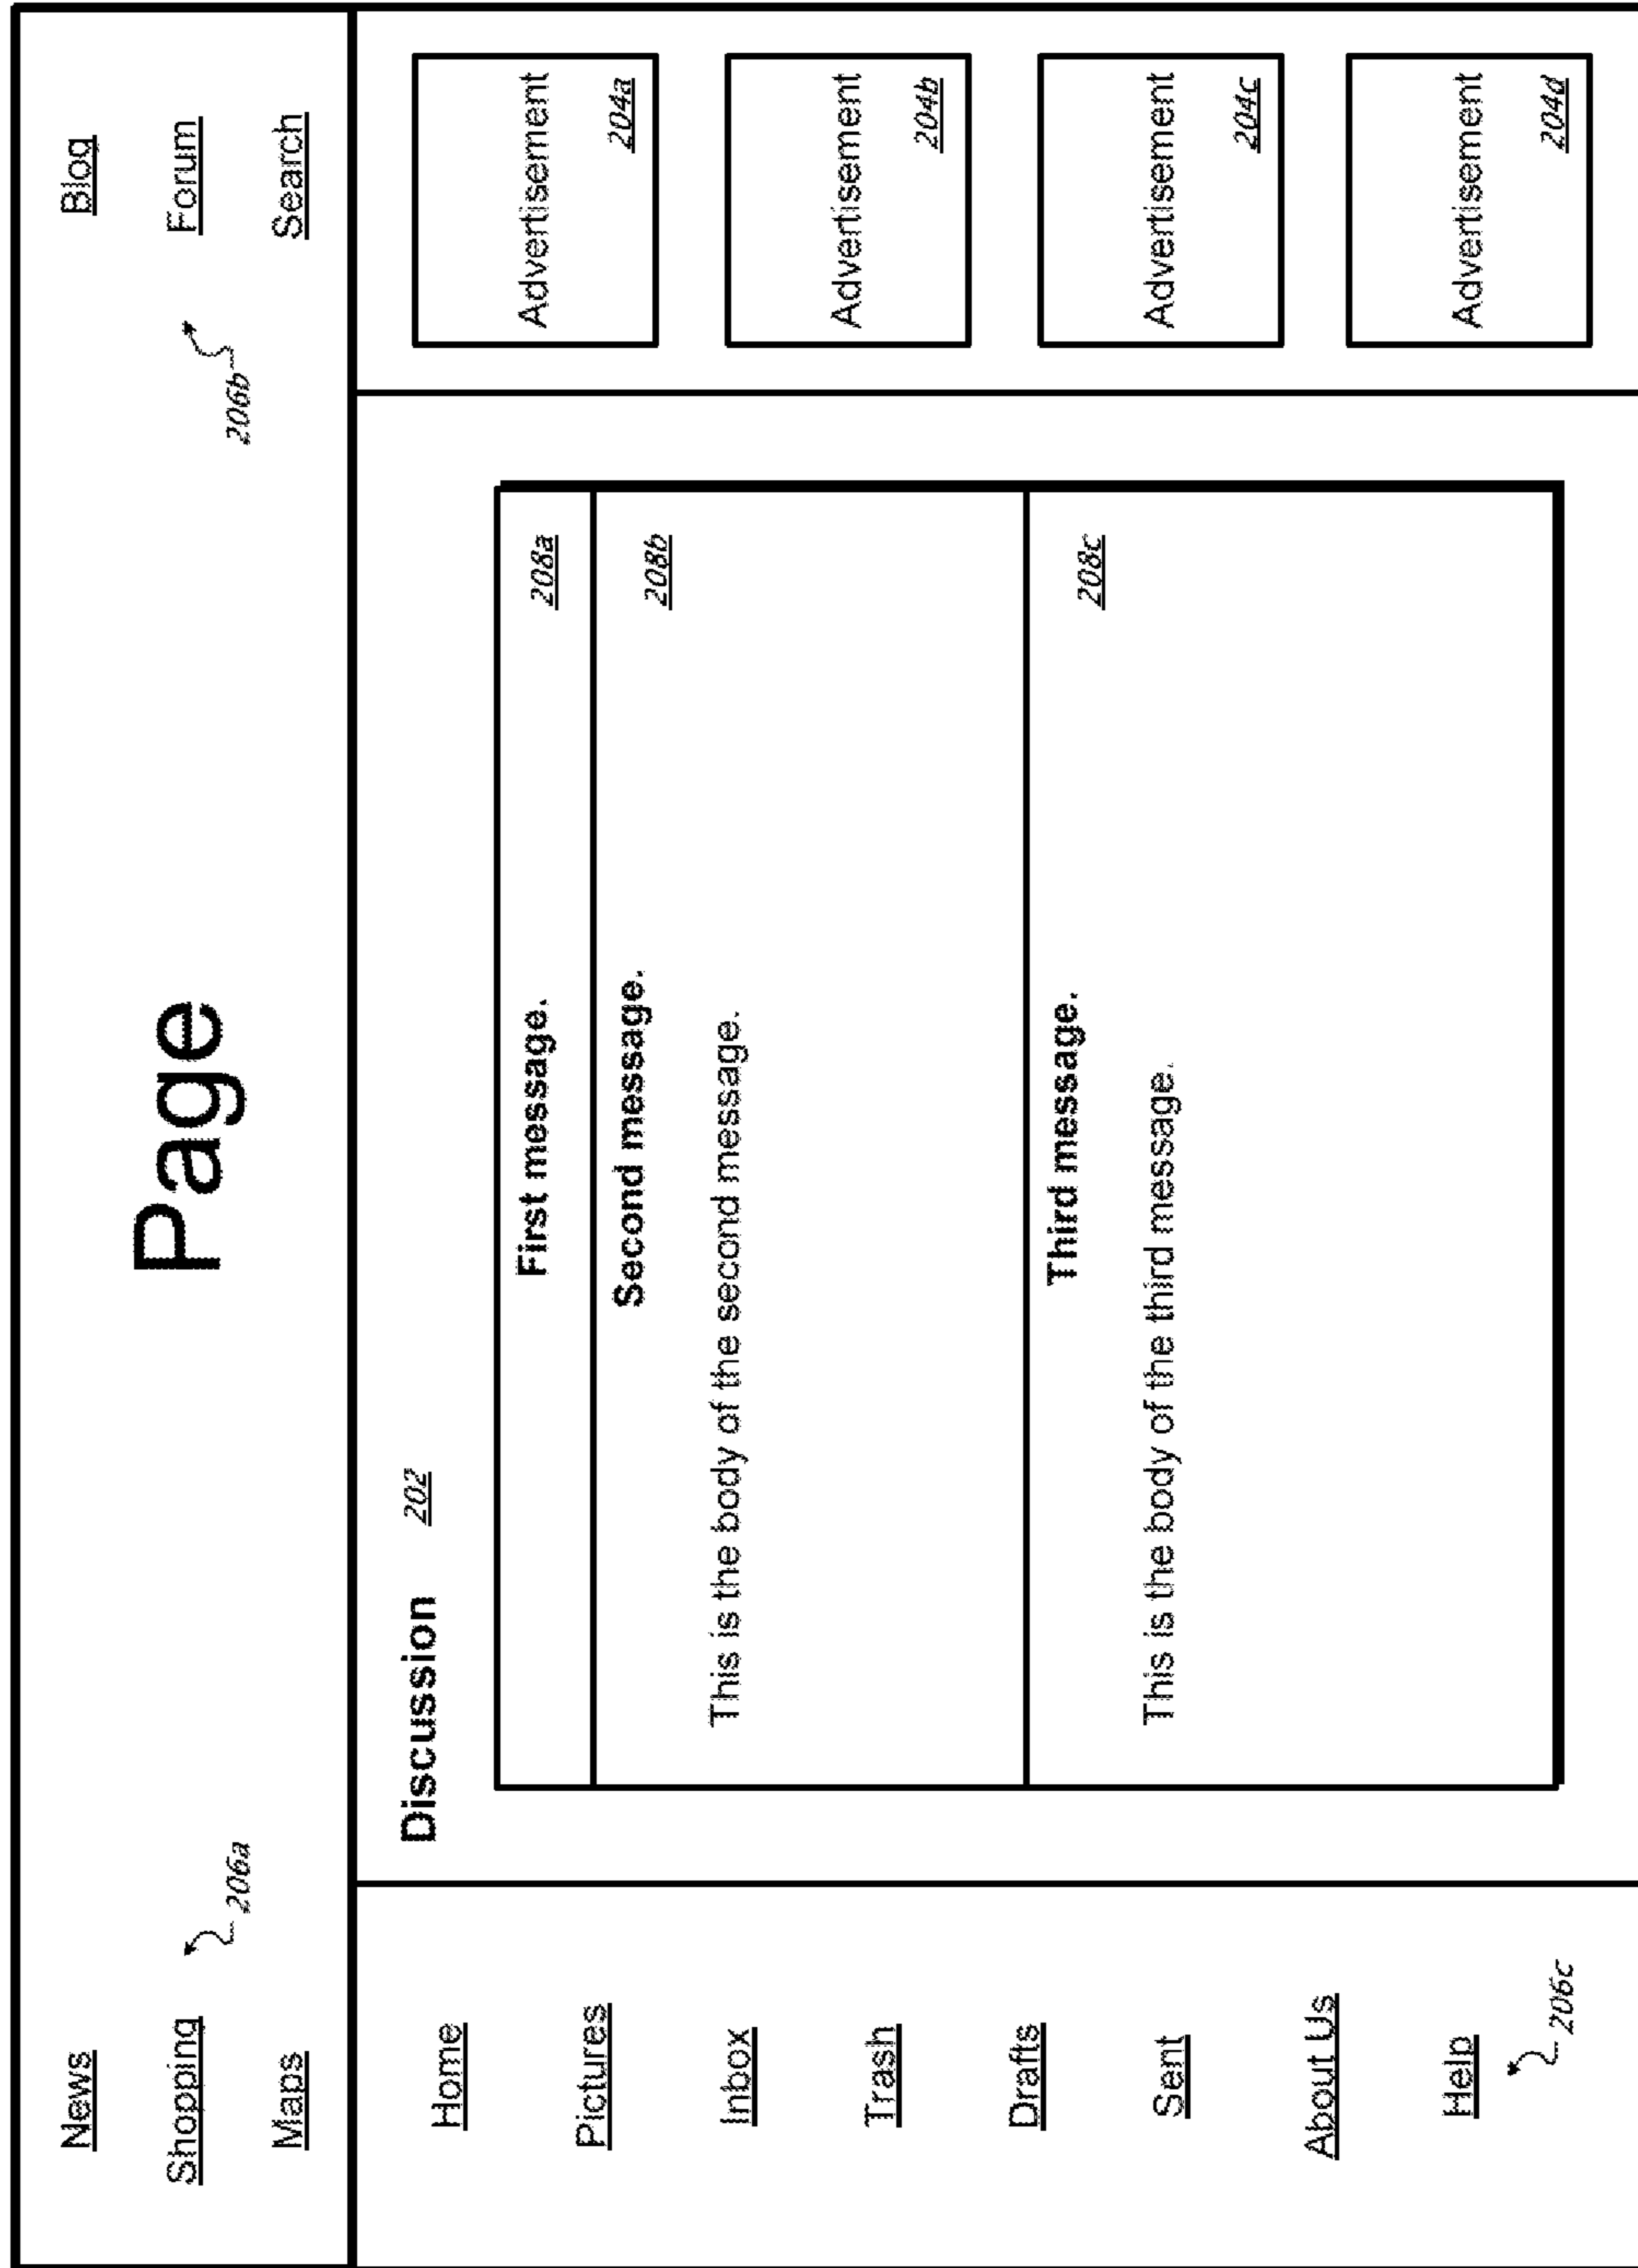 Page
News
Shopping
Maps
206a
Blog
Forum
Search
206b
Home
Pictures
Inbox
Trash
Drafts
Sent
About Us
Help
206c
Discussion 202
First message. 208a
Second message. 208b
This is the body of the second message.
Third message. 208c
This is the body of the third message.
Advertisement
204a
Advertisement
204b
Advertisement
204c
Advertisement
204d